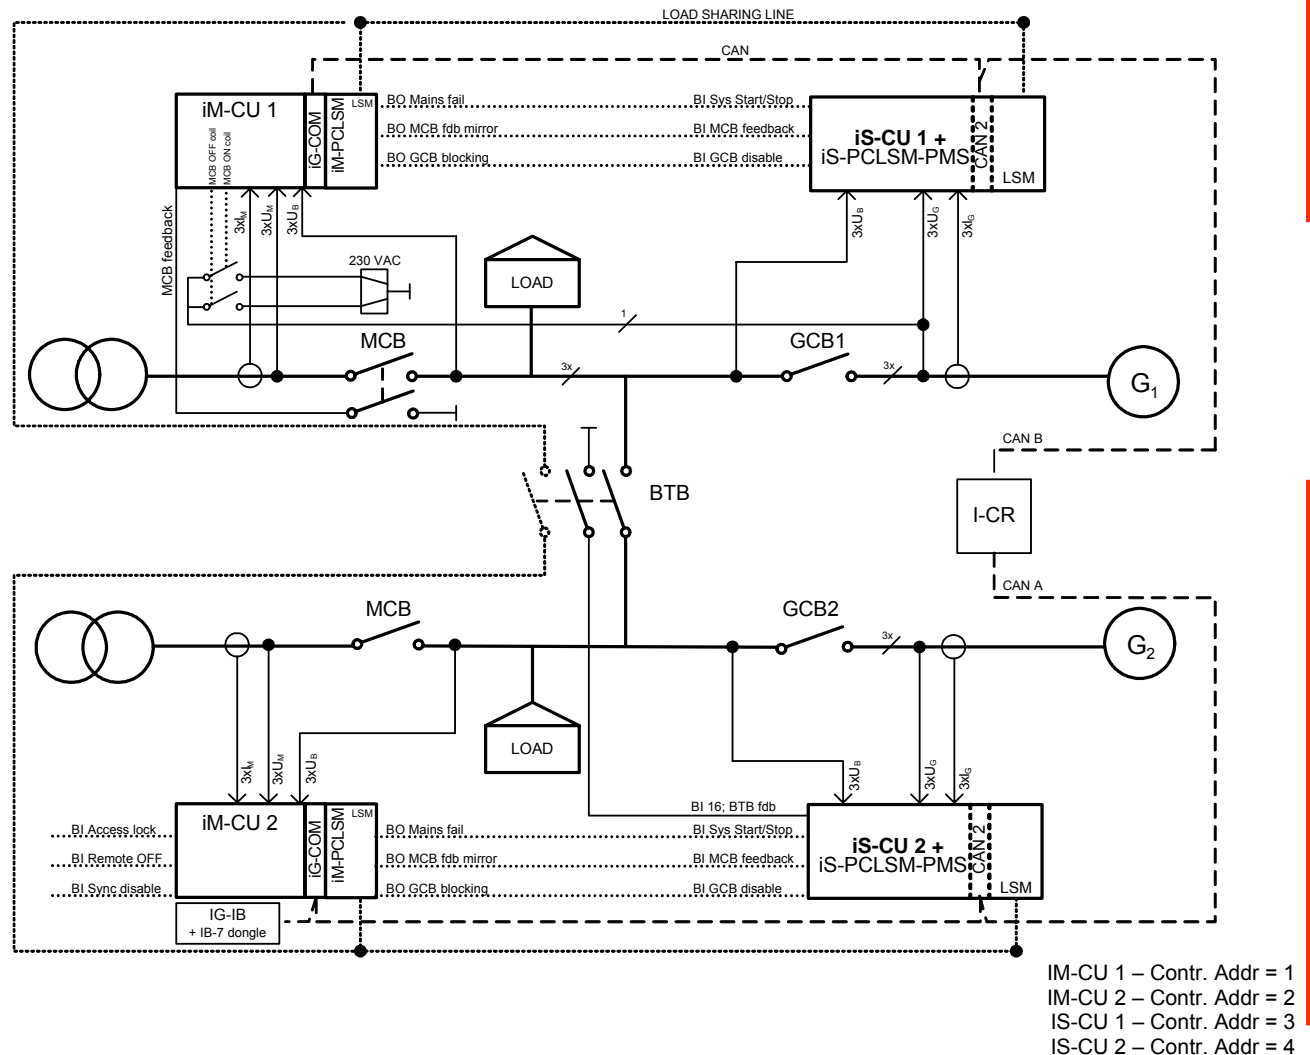 LOAD SHARING LINE
CAN
iM-CU 1
MCB OFF coil
MCB ON coil
iG-COM
iM-PCLSM
LSM
BO Mains fail
BI Sys Start/Stop
BO MCB fdb mirror
BI MCB feedback
BO GCB blocking
BI GCB disable
iS-CU 1 +
iS-PCLSM-PMS
CAN 2
LSM
MCB feedback
3xIM
3xUM
3xUB
3xUB
3xUG
3xIG
230 VAC
LOAD
1
MCB
GCB1
3x
3x
G1
CAN B
BTB
I-CR
CAN A
MCB
GCB2
3x
G2
LOAD
3xIM
3xUM
3xUB
3xUB
3xUG
3xIG
BI 16; BTB fdb
iM-CU 2
iG-COM
iM-PCLSM
LSM
BI Access lock
BI Remote OFF
BI Sync disable
BO Mains fail
BI Sys Start/Stop
BO MCB fdb mirror
BI MCB feedback
BO GCB blocking
BI GCB disable
iS-CU 2 +
iS-PCLSM-PMS
CAN 2
LSM
IG-IB
+ IB-7 dongle
IM-CU 1 – Contr. Addr = 1
IM-CU 2 – Contr. Addr = 2
IS-CU 1 – Contr. Addr = 3
IS-CU 2 – Contr. Addr = 4